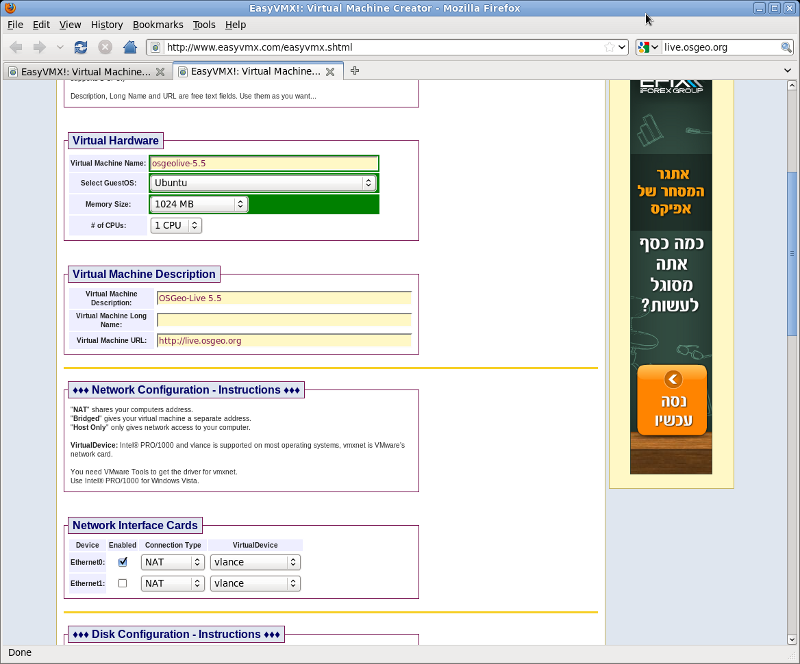 EasyVMX!: Virtual Machine Creator - Mozilla Firefox
File Edit View History Bookmarks Tools Help
http://www.easyvmx.com/easyvmx.shtml
live.osgeo.org
EasyVMX!: Virtual Machine...
EasyVMX!: Virtual Machine...
Description, Long Name and URL are free text fields. Use them as you want...
Virtual Hardware
Virtual Machine Name: osgeolive-5.5
Select GuestOS: Ubuntu
Memory Size: 1024 MB
# of CPUs: 1 CPU
Virtual Machine Description
Virtual Machine
Description: OSGeo-Live 5.5
Virtual Machine Long
Name:
Virtual Machine URL: http://live.osgeo.org
♦♦♦ Network Configuration - Instructions ♦♦♦
"NAT" shares your computers address.
"Bridged" gives your virtual machine a separate address.
"Host Only" only gives network access to your computer.
VirtualDevice: Intel® PRO/1000 and vlance is supported on most operating systems, vmxnet is VMware's
network card.
You need VMware Tools to get the driver for vmxnet.
Use Intel® PRO/1000 for Windows Vista.
Network Interface Cards
Device Enabled Connection Type VirtualDevice
Ethernet0: NAT vlance
Ethernet1: NAT vlance
♦♦♦ Disk Configuration - Instructions ♦♦♦
iFOREX GROUP
אתגר
המסחר של
אפיקס
כמה כסף
אתה
מסוגל
לעשות?
נסה
עכשיו
Done